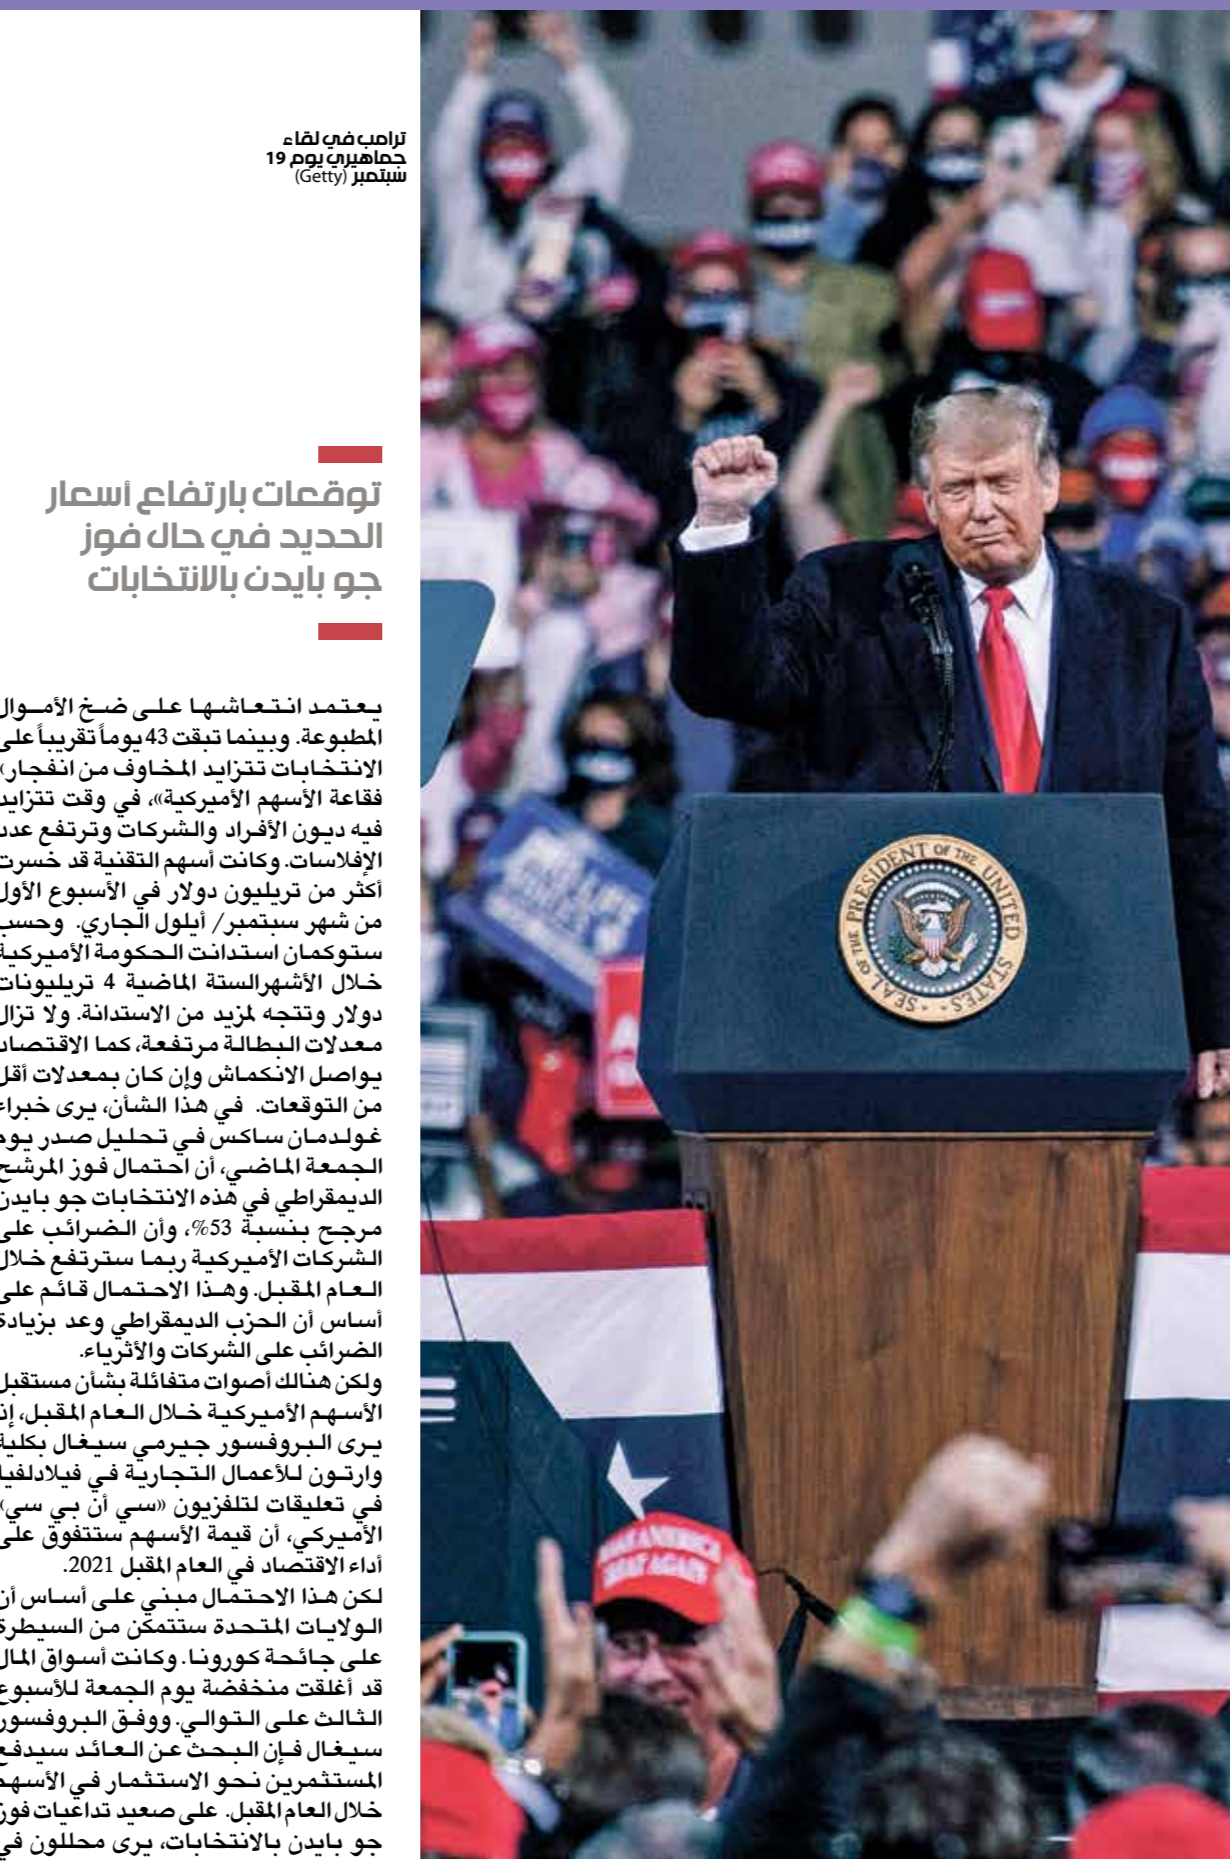 ترامب في لقاء
جماهيري يوم 19
سبتمبر (Getty)
توقعات بارتفاع أسعار
الحديد في حال فوز
جو بايدن بالانتخابات
يعتمد انتعاشها على ضخ الأموال
المطبوعة. وبينما تبقت 43 يوماً تقريباً على
الانتخابات تتزايد المخاوف من انفجار»
فقاعة الأسهم الأميركية»، في وقت تتزايد
فيه ديون الأفراد والشركات وترتفع عدد
الإفلاسات. وكانت أسهم التقنية قد خسرت
أكثر من تريليون دولار في الأسبوع الأول
من شهر سبتمبر/ أيلول الجاري. وحسب
ستوكمان استدانت الحكومة الأميركية
خلال الأشهرالستة الماضية 4 تريليونات
دولار وتتجه لمزيد من الاستدانة. ولا تزال
معدلات البطالة مرتفعة، كما الاقتصاد
يواصل الانكماش وإن كان بمعدلات أقل
من التوقعات. في هذا الشأن، يرى خبراء
غولدمان ساكس في تحليل صدر يوم
الجمعة الماضي، أن احتمال فوز المرشح
الديمقراطي في هذه الانتخابات جو بايدن
مرجح بنسبة 53%، وأن الضرائب على
الشركات الأميركية ربما سترتفع خلال
العام المقبل. وهذا الاحتمال قائم على
أساس أن الحزب الديمقراطي وعد بزيادة
الضرائب على الشركات والأثرياء.
ولكن هنالك أصوات متفائلة بشأن مستقبل
الأسهم الأميركية خلال العام المقبل، إذ
يرى البروفسور جيرمي سيغال بكلية
وارتون للأعمال التجارية في فيلادلفيا
في تعليقات لتلفزيون «سي أن بي سي»
الأميركي، أن قيمة الأسهم ستتفوق على
أداء الاقتصاد في العام المقبل 2021.
لكن هذا الاحتمال مبني على أساس أن
الولايات المتحدة ستتمكن من السيطرة
على جائحة كورونا. وكانت أسواق المال
قد أغلقت منخفضة يوم الجمعة للأسبوع
الثالث على التوالي. ووفق البروفسور
سيغال فإن البحث عن العائد سيدفع
المستثمرين نحو الاستثمار في الأسهم
خلال العام المقبل. على صعيد تداعيات فوز
جو بايدن بالانتخابات، يرى محللون في
SEAL OF THE PRESIDENT OF THE UNITED STATES
MAKE AMERICA
GREAT AGAIN